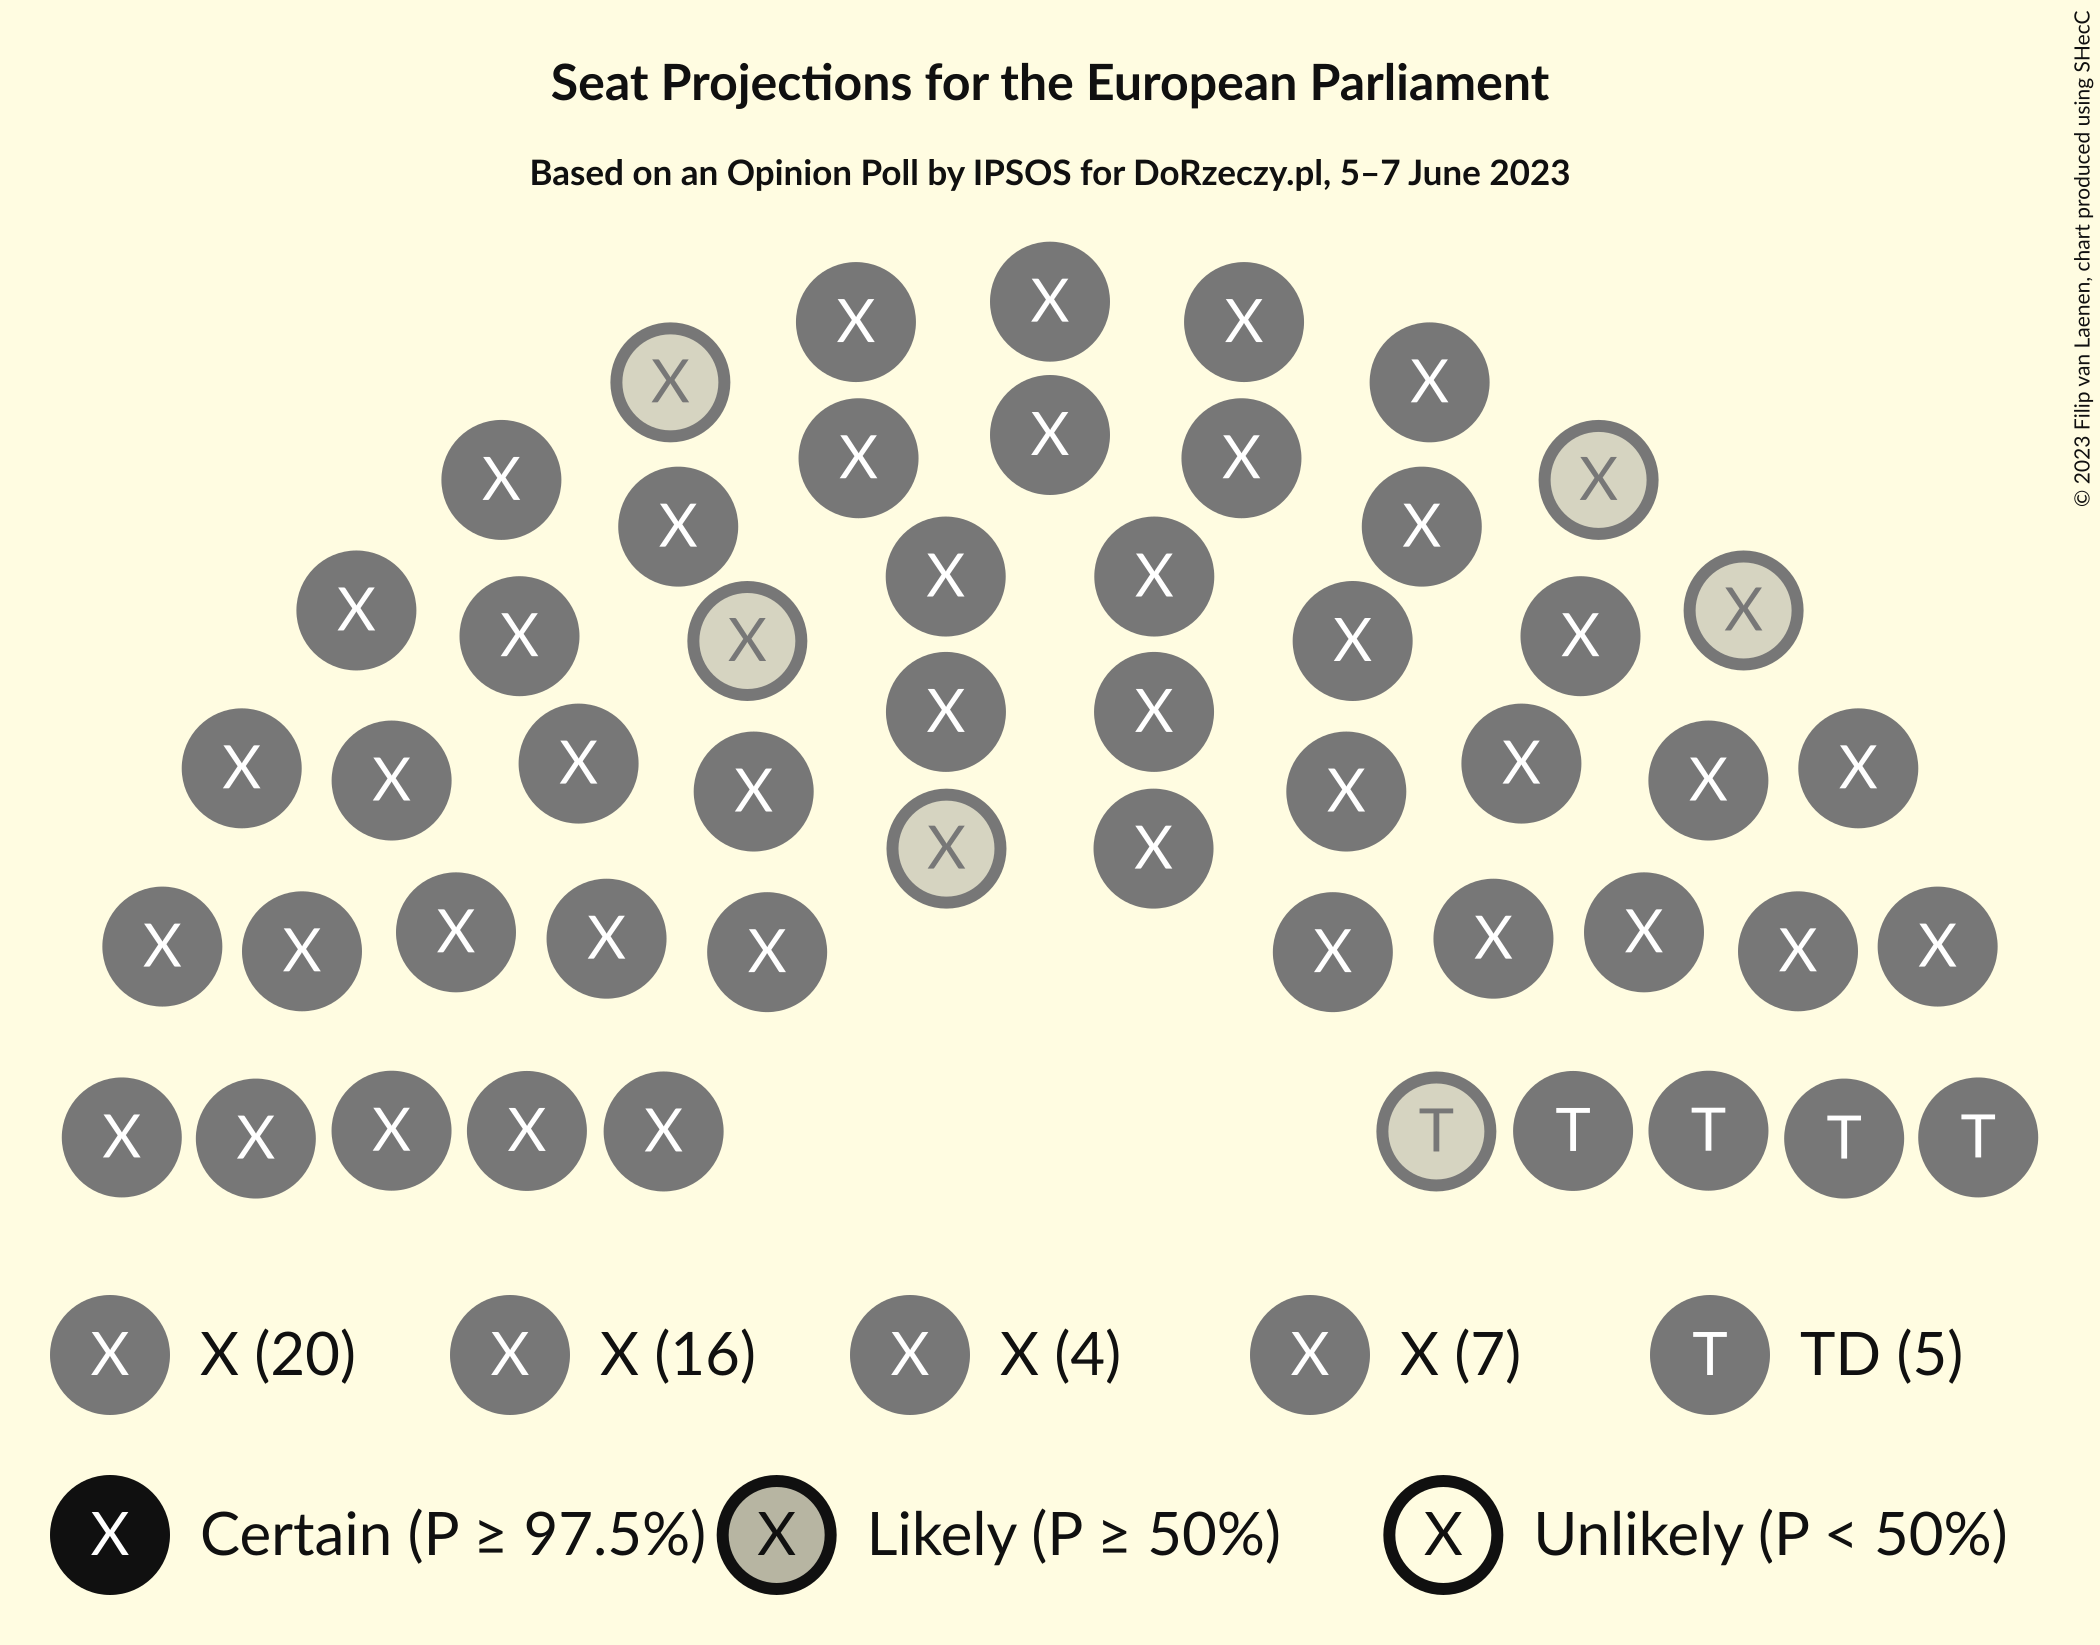 Seat Projections for the European Parliament
Based on an Opinion Poll by IPSOS for DoRzeczy.pl, 5–7 June 2023
© 2023 Filip van Laenen, chart produced using SHecC
X
X X
X X
X X
X X X
X X
X X
X X
X X
X X X X
X X
X X
X X
X X X X
X X X X
X X
X X X X
X X X X
X X
X X X X X T T T T T
X X (20) X X (16) X X (4) X X (7) T TD (5)
X Certain (P ≥ 97.5%) X Likely (P ≥ 50%) X Unlikely (P < 50%)